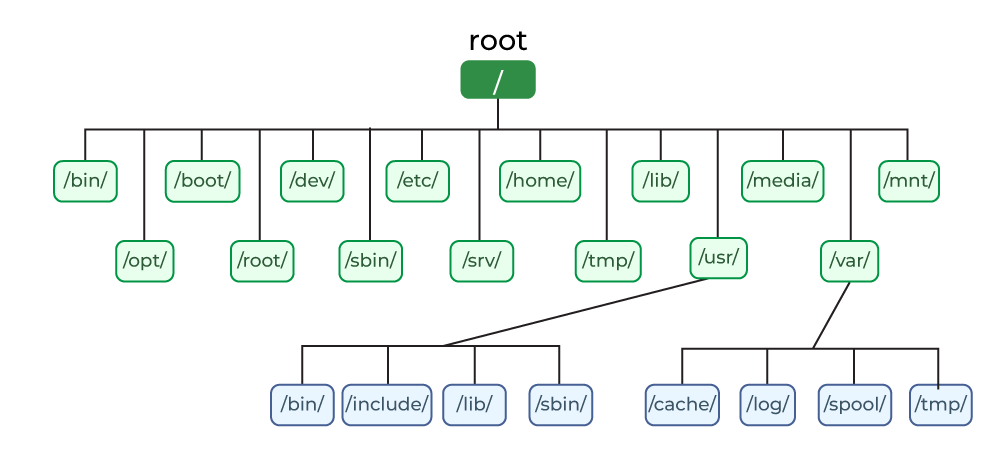 root
/
/bin/ /boot/ /dev/ /etc/ /home/ /lib/ /media/ /mnt/
/opt/ /root/ /sbin/ /srv/ /tmp/ /usr/ /var/
/bin/ /include/ /lib/ /sbin/ /cache/ /log/ /spool/ /tmp/